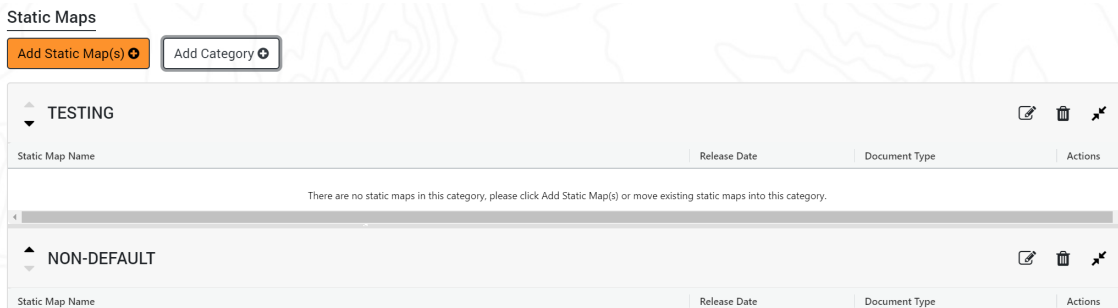 Static Maps
Add Static Map(s)
Add Category
TESTING
Static Map Name Release Date Document Type Actions
There are no static maps in this category, please click Add Static Map(s) or move existing static maps into this category.
NON-DEFAULT
Static Map Name Release Date Document Type Actions